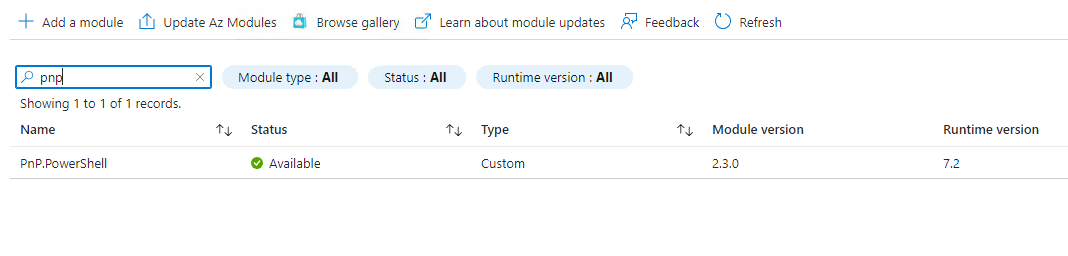 Add a module Update Az Modules Browse gallery Learn about module updates Feedback Refresh
pnp Module type : All Status : All Runtime version : All
Showing 1 to 1 of 1 records.
Name Status Type Module version Runtime version
PnP.PowerShell Available Custom 2.3.0 7.2